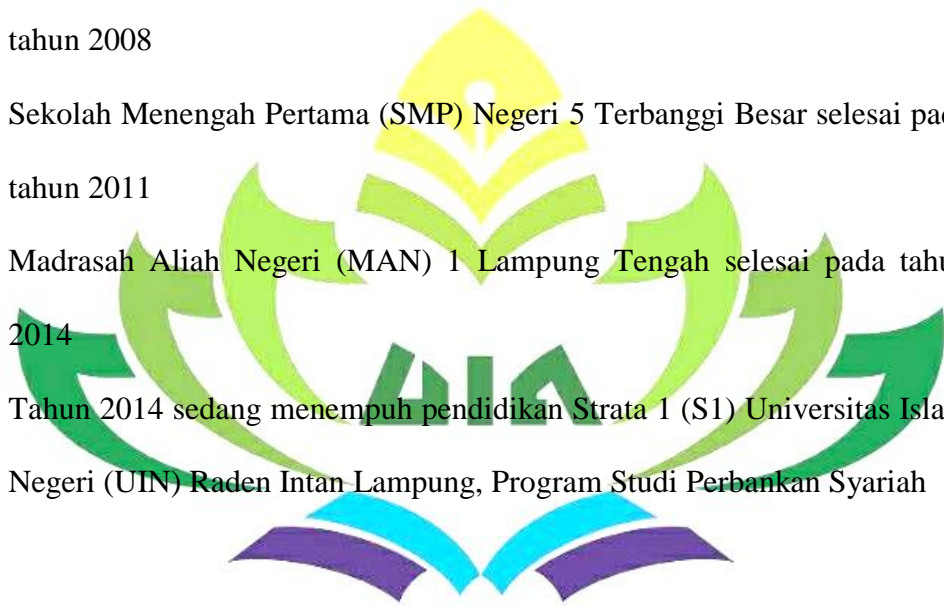 tahun 2008
Sekolah Menengah Pertama (SMP) Negeri 5 Terbanggi Besar selesai pad
tahun 2011
Madrasah Aliah Negeri (MAN) 1 Lampung Tengah selesai pada tahu
2014
UIN
Tahun 2014 sedang menempuh pendidikan Strata 1 (S1) Universitas Isla
Negeri (UIN) Raden Intan Lampung, Program Studi Perbankan Syariah